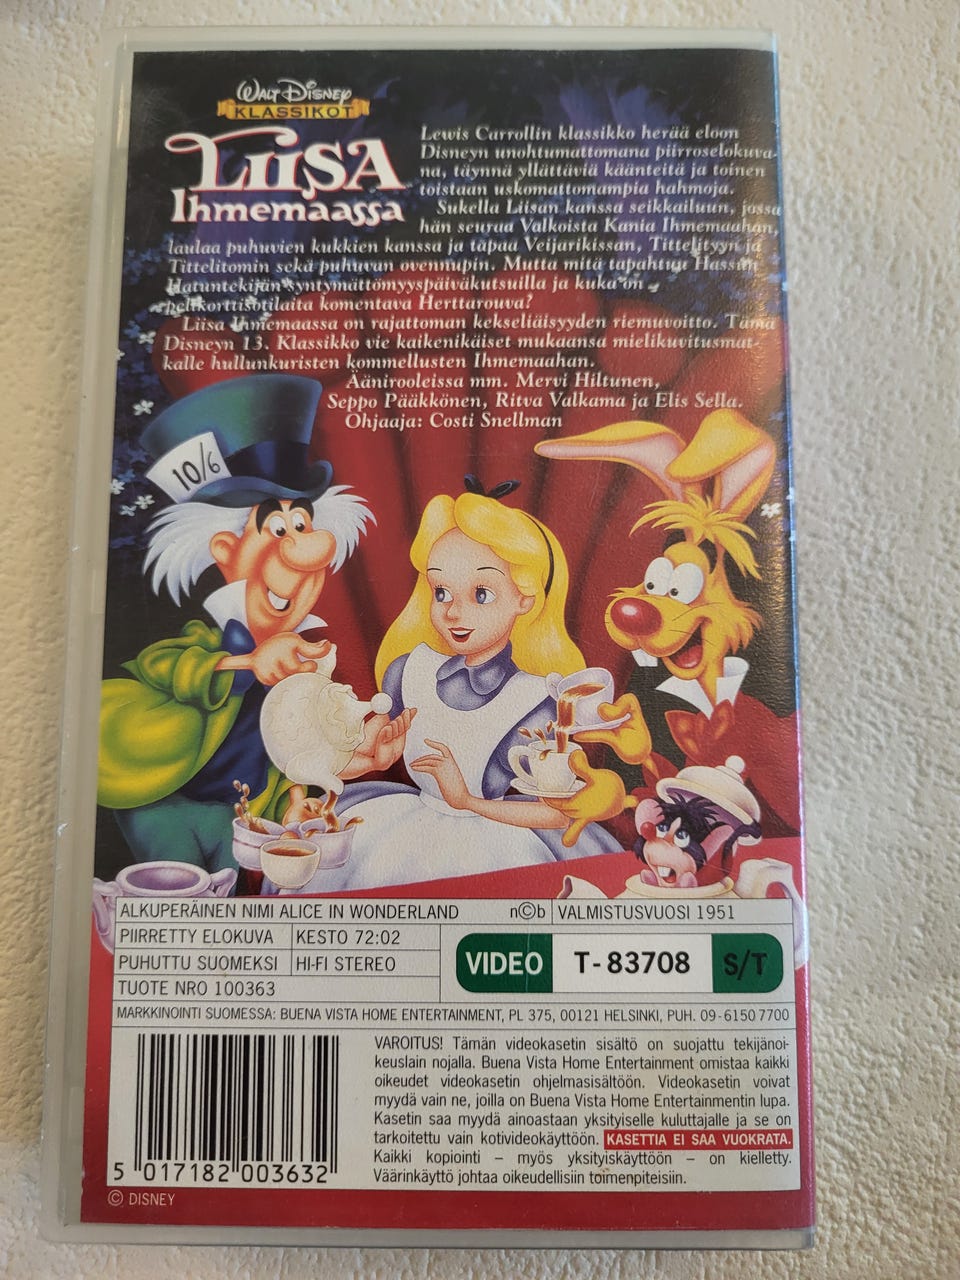 WALT DISNEY
KLASSIKOT
LIISA
Ihmemaassa
Lewis Carrollin klassikko herää eloon
Disneyn unohtumattomana piirroselokuva-
na, täynnä yllättäviä käänteitä ja toinen
toistaan uskomattomampia hahmoja.
Sukella Liisan kanssa seikkailuun, jossa
hän seuraa Valkoista Kania Ihmemaahan,
laulaa puhuvien kukkien kanssa ja tapaa Veijarikissan, Tittelityyn ja
Tittelitomin sekä puhuvan ovennupin. Mutta mitä tapahtuu Hassun
Hatuntekijän syntymättömyyspäiväkutsuilla ja kuka on
pelikorttisotilaita komentava Herttarouva?
Liisa Ihmemaassa on rajattoman kekseliäisyyden riemuvoitto. Tämä
Disneyn 13. Klassikko vie kaikenikäiset mukaansa mielikuvitusmat-
kalle hullunkuristen kommellusten Ihmemaahan.
Äänirooleissa mm. Mervi Hiltunen,
Seppo Pääkkönen, Ritva Valkama ja Elis Sella.
Ohjaaja: Costi Snellman
10/6
ALKUPERÄINEN NIMI ALICE IN WONDERLAND n©b VALMISTUSVUOSI 1951
PIIRRETTY ELOKUVA KESTO 72:02
PUHUTTU SUOMEKSI HI-FI STEREO
VIDEO T-83708 S/T
TUOTE NRO 100363
MARKKINOINTI SUOMESSA: BUENA VISTA HOME ENTERTAINMENT, PL 375, 00121 HELSINKI, PUH. 09-6150 7700
VAROITUS! Tämän videokasetin sisältö on suojattu tekijänoi-
keuslain nojalla. Buena Vista Home Entertainment omistaa kaikki
oikeudet videokasetin ohjelmasisältöön. Videokasetin voivat
myydä vain ne, joilla on Buena Vista Home Entertainmentin lupa.
Kasetin saa myydä ainoastaan yksityiselle kuluttajalle ja se on
tarkoitettu vain kotivideokäyttöön. KASETTIA EI SAA VUOKRATA.
Kaikki kopiointi – myös yksityiskäyttöön – on kielletty.
Väärinkäyttö johtaa oikeudellisiin toimenpiteisiin.
5 017182 003632
© DISNEY